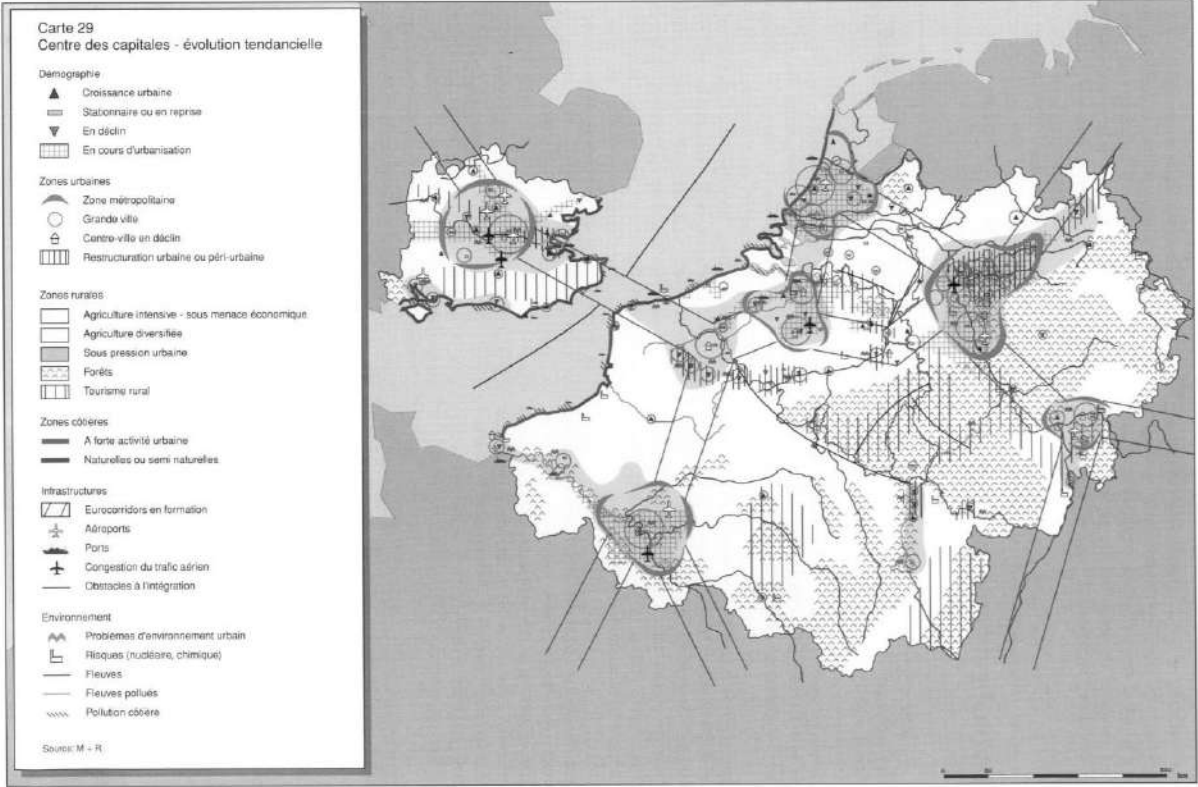 Carte 29
Centre des capitales - évolution tendancielle
Démographie
Croissance urbaine
Stationnaire ou en reprise
En déclin
En cours d'urbanisation
Zones urbaines
Zone métropolitaine
Grande ville
Centre-ville en déclin
Restructuration urbaine ou péri-urbaine
Zones rurales
Agriculture intensive - sous menace économique
Agriculture diversifiée
Sous pression urbaine
Forêts
Tourisme rural
Zones côtières
A forte activité urbaine
Naturelles ou semi naturelles
Infrastructures
Eurocorridors en formation
Aéroports
Ports
Congestion du trafic aérien
Obstacles à l'intégration
Environnement
Problèmes d'environnement urbain
Risques (nucléaire, chimique)
Fleuves
Fleuves pollués
Pollution côtière
Source: M + R
0
km